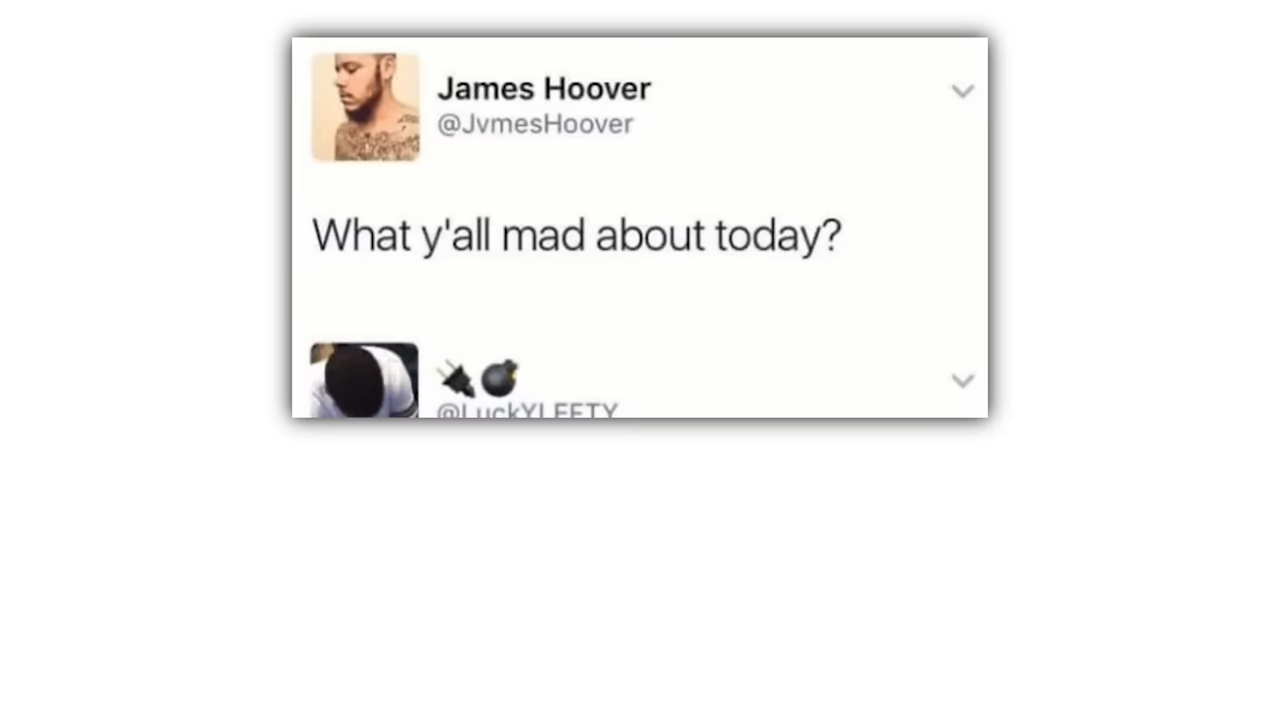 James Hoover
@JvmesHoover
What y'all mad about today?
🔌💣
@LuckYLEFTY